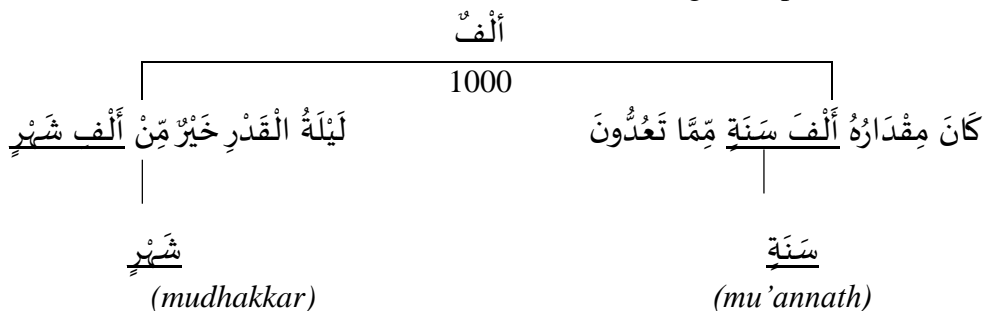 أَلْفٌ
1000
كَانَ مِقْدَارُهُ أَلْفَ سَنَةٍ مِّمَّا تَعُدُّونَ
لَيْلَةُ الْقَدْرِ خَيْرٌ مِّنْ أَلْفِ شَهْرٍ
سَنَةٍ
شَهْرٍ
(mu’annath)
(mudhakkar)